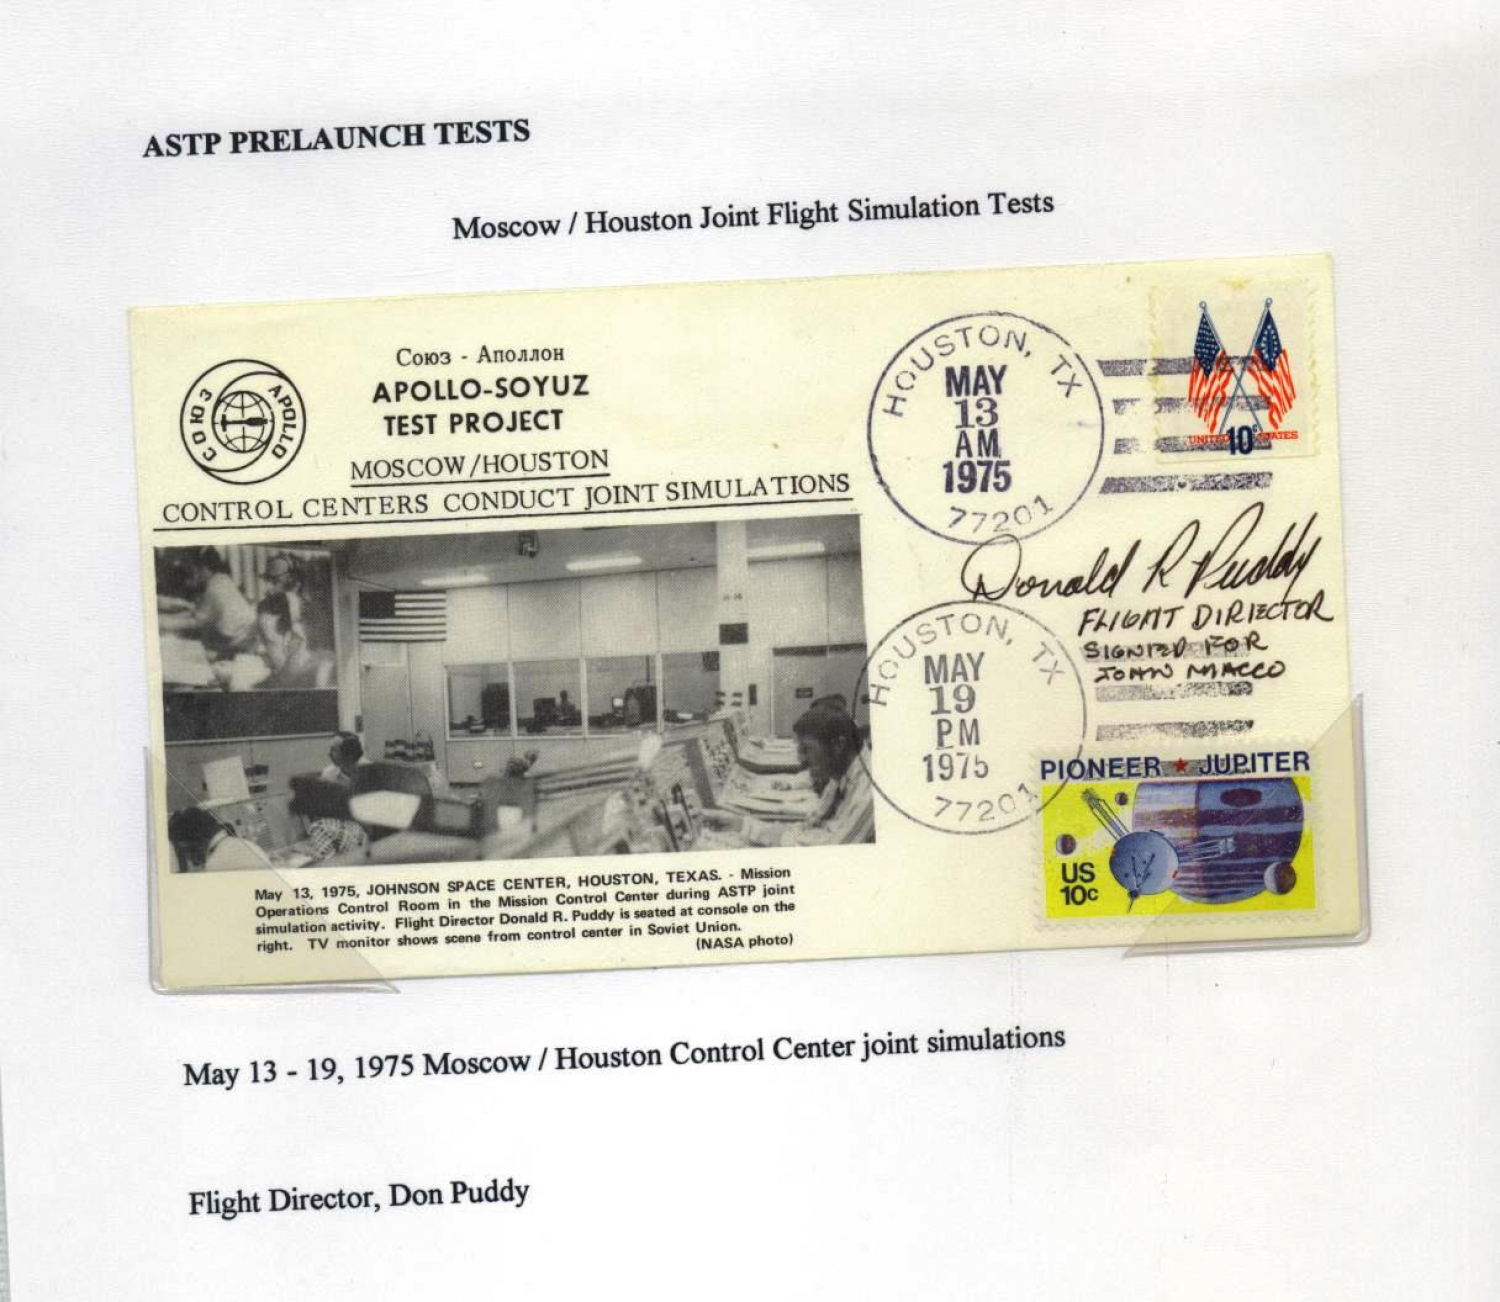 ASTP PRELAUNCH TESTS
Moscow / Houston Joint Flight Simulation Tests
СОЮЗ
APOLLO
Союз - Аполлон
APOLLO-SOYUZ
TEST PROJECT
MOSCOW/HOUSTON
CONTROL CENTERS CONDUCT JOINT SIMULATIONS
HOUSTON, TX
MAY
13
AM
1975
77201
UNITED STATES
10c
Donald R Puddy
FLIGHT DIRECTOR
SIGNED FOR
JOHN MACCO
HOUSTON, TX
MAY
19
PM
1975
77201
PIONEER ★ JUPITER
US
10c
May 13, 1975, JOHNSON SPACE CENTER, HOUSTON, TEXAS. - Mission
Operations Control Room in the Mission Control Center during ASTP joint
simulation activity. Flight Director Donald R. Puddy is seated at console on the
right. TV monitor shows scene from control center in Soviet Union.
(NASA photo)
May 13 - 19, 1975 Moscow / Houston Control Center joint simulations
Flight Director, Don Puddy